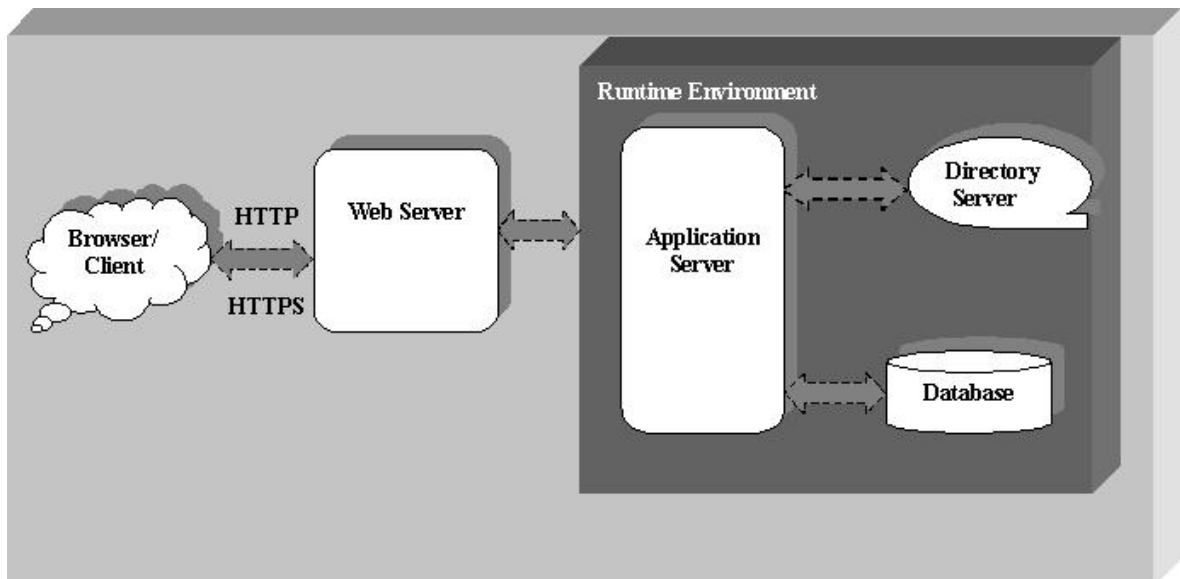 Runtime Environment
HTTP
Browser/
Client
HTTPS
Web Server
Application
Server
Directory
Server
Database